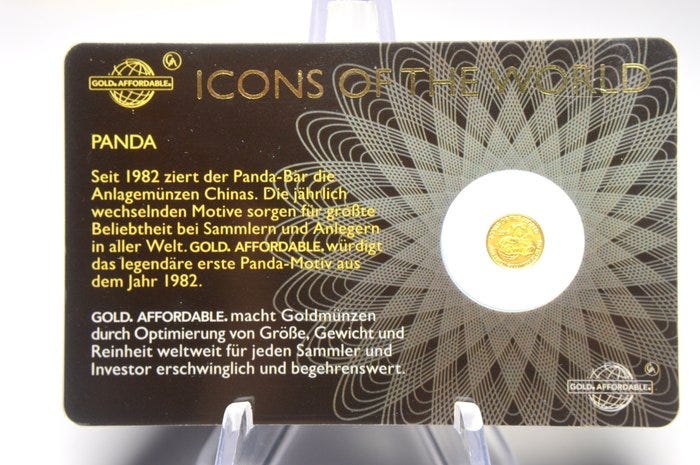 GOLD. AFFORDABLE.
ICONS OF THE WORLD
PANDA
Seit 1982 ziert der Panda-Bär die
Anlagemünzen Chinas. Die jährlich
wechselnden Motive sorgen für größte
Beliebtheit bei Sammlern und Anlegern
in aller Welt. GOLD. AFFORDABLE. würdigt
das legendäre erste Panda-Motiv aus
dem Jahr 1982.
GOLD. AFFORDABLE. macht Goldmünzen
durch Optimierung von Größe, Gewicht und
Reinheit weltweit für jeden Sammler und
Investor erschwinglich und begehrenswert.
GOLD. AFFORDABLE.